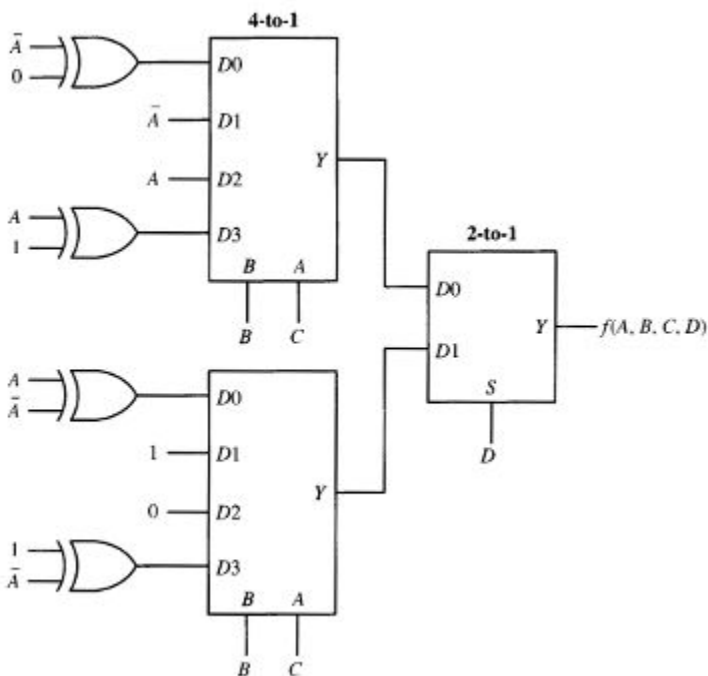 4-to-1
Ā
0
D0
Ā D1
A D2
Y
A
1
D3
B A
B C
2-to-1
D0
D1
Y f(A, B, C, D)
S
D
A
Ā
D0
1 D1
0 D2
Y
1
Ā
D3
B A
B C